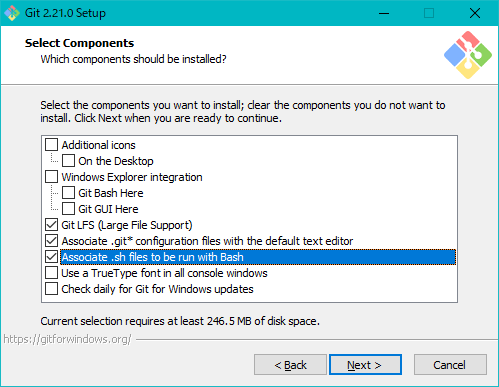 Git 2.21.0 Setup
Select Components
Which components should be installed?
Select the components you want to install; clear the components you do not want to
install. Click Next when you are ready to continue.
Additional icons
On the Desktop
Windows Explorer integration
Git Bash Here
Git GUI Here
Git LFS (Large File Support)
Associate .git* configuration files with the default text editor
Associate .sh files to be run with Bash
Use a TrueType font in all console windows
Check daily for Git for Windows updates
Current selection requires at least 246.5 MB of disk space.
https://gitforwindows.org/
< Back
Next >
Cancel